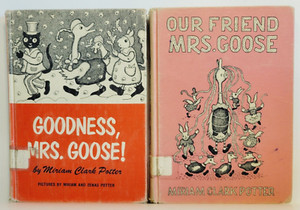 GOODNESS,
MRS. GOOSE!
by Miriam Clark Potter
PICTURES BY MIRIAM AND ZENAS POTTER
OUR FRIEND
MRS. GOOSE
MIRIAM CLARK POTTER